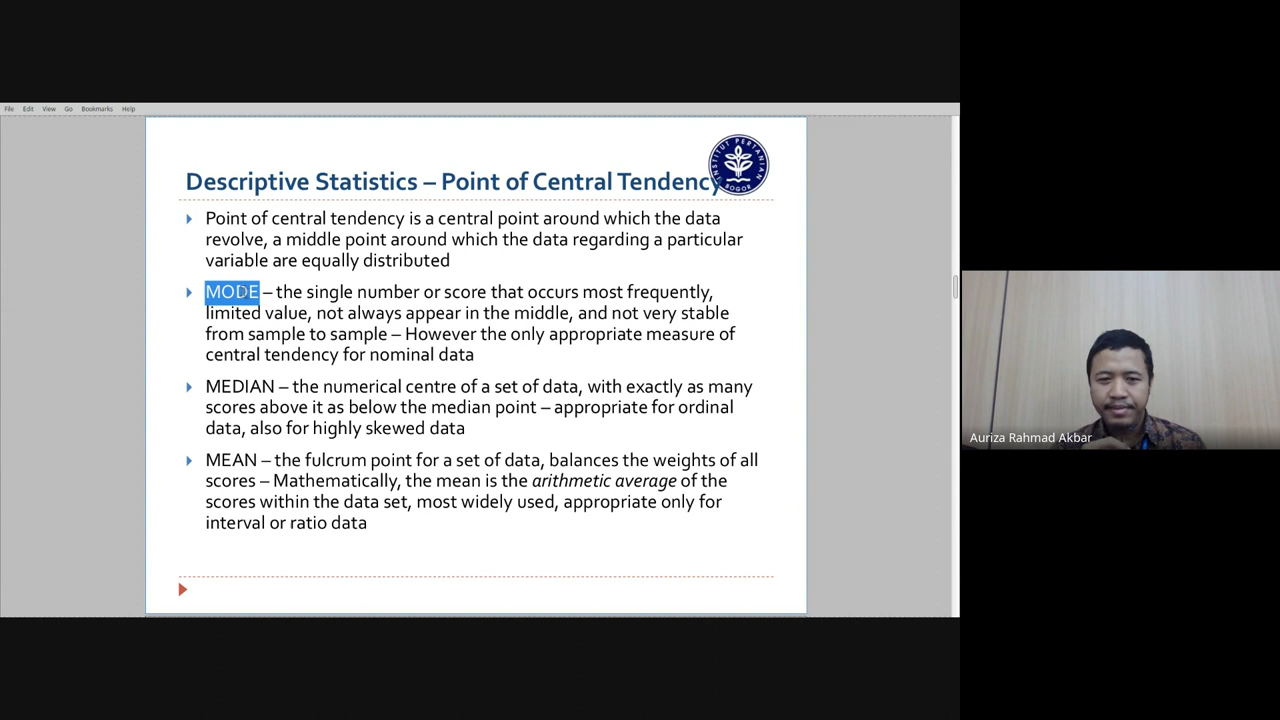 File Edit View Go Bookmarks Help
INSTITUT PERTANIAN
BOGOR
Descriptive Statistics – Point of Central Tendency
Point of central tendency is a central point around which the data
revolve, a middle point around which the data regarding a particular
variable are equally distributed
MODE – the single number or score that occurs most frequently,
limited value, not always appear in the middle, and not very stable
from sample to sample – However the only appropriate measure of
central tendency for nominal data
MEDIAN – the numerical centre of a set of data, with exactly as many
scores above it as below the median point – appropriate for ordinal
data, also for highly skewed data
MEAN – the fulcrum point for a set of data, balances the weights of all
scores – Mathematically, the mean is the arithmetic average of the
scores within the data set, most widely used, appropriate only for
interval or ratio data
Auriza Rahmad Akbar